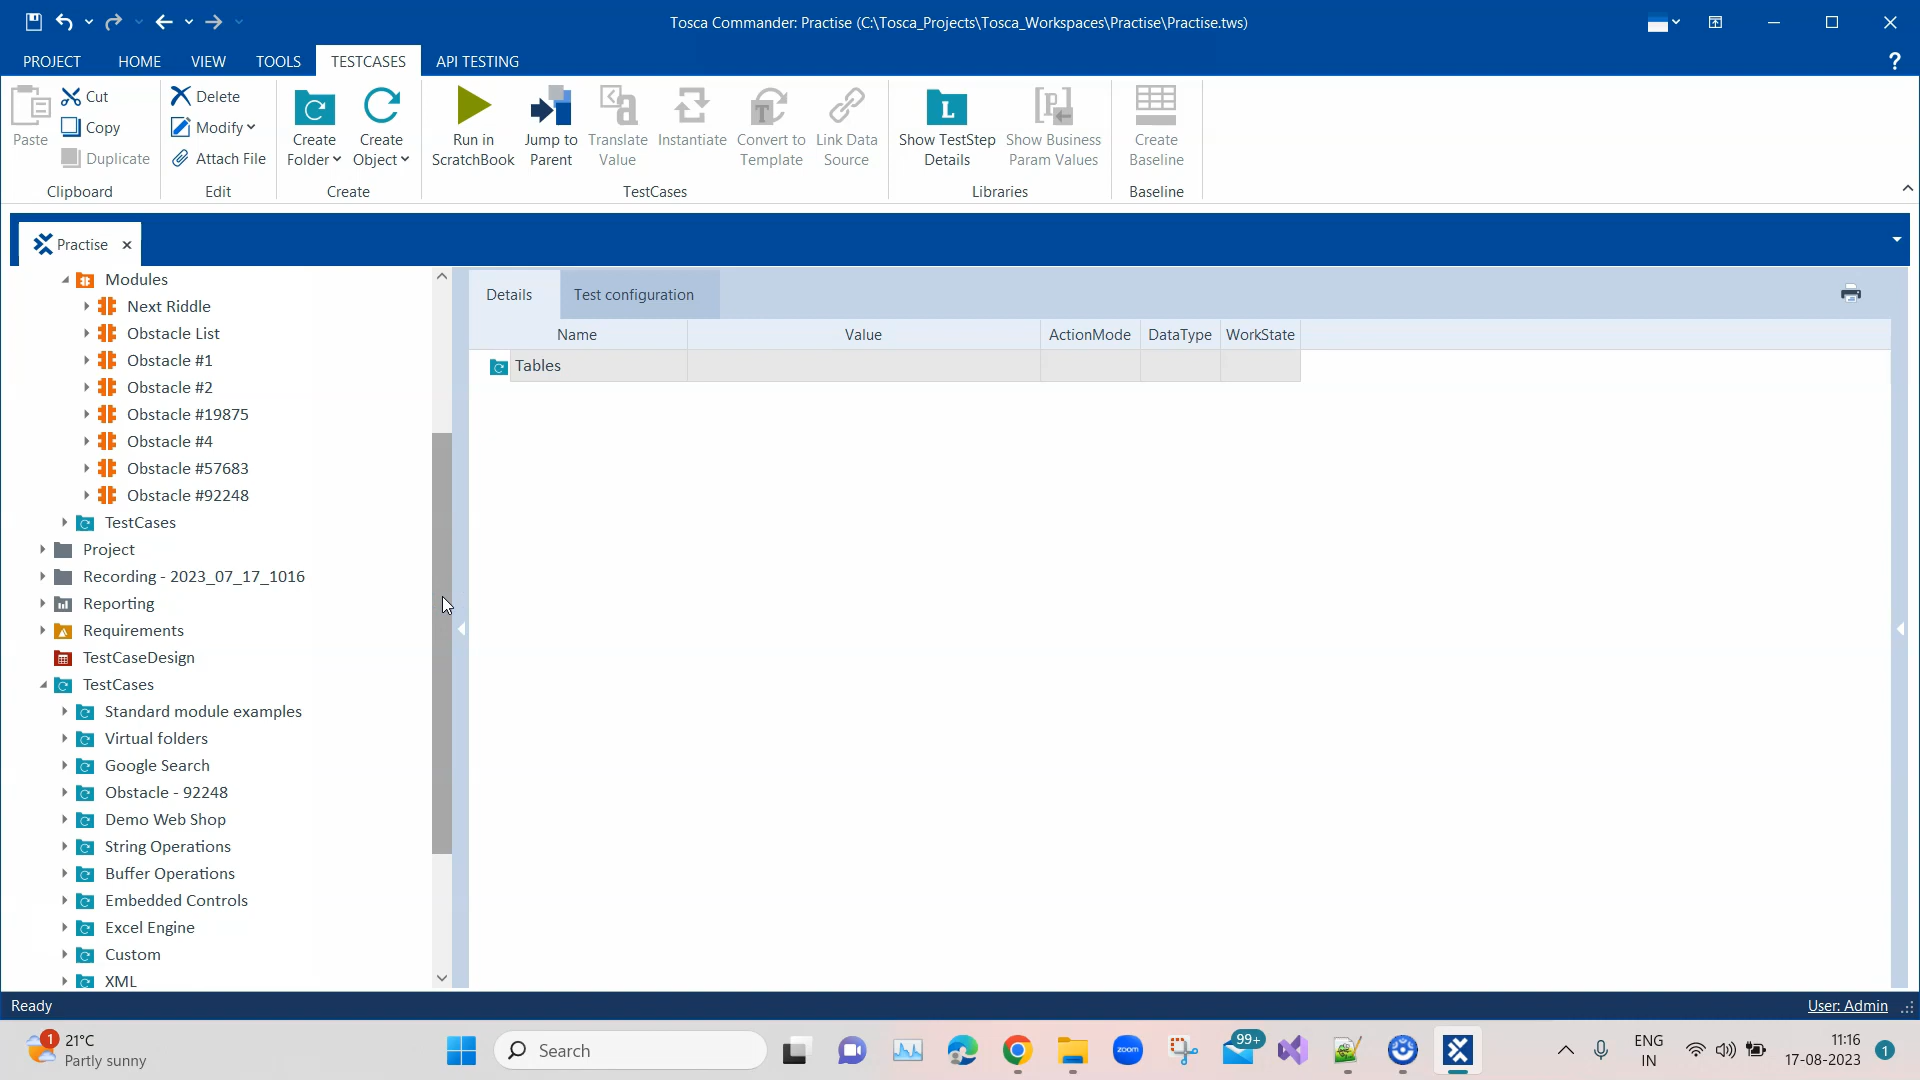 Tosca Commander: Practise (C:\Tosca_Projects\Tosca_Workspaces\Practise\Practise.tws)
PROJECT HOME VIEW TOOLS TESTCASES API TESTING ?
Paste
Cut
Copy
Duplicate
Clipboard
Delete
Modify
Attach File
Edit
Create Folder
Create Object
Create
Run in ScratchBook
Jump to Parent
Translate Value
Instantiate
Convert to Template
Link Data Source
TestCases
Show TestStep Details
Show Business Param Values
Libraries
Create Baseline
Baseline
Practise
Modules
Next Riddle
Obstacle List
Obstacle #1
Obstacle #2
Obstacle #19875
Obstacle #4
Obstacle #57683
Obstacle #92248
TestCases
Project
Recording - 2023_07_17_1016
Reporting
Requirements
TestCaseDesign
TestCases
Standard module examples
Virtual folders
Google Search
Obstacle - 92248
Demo Web Shop
String Operations
Buffer Operations
Embedded Controls
Excel Engine
Custom
XML
Details Test configuration
Name Value ActionMode DataType WorkState
Tables
Ready User: Admin
1 21°C
Partly sunny
Search
zoom
99+
ENG
IN
11:16
17-08-2023
1